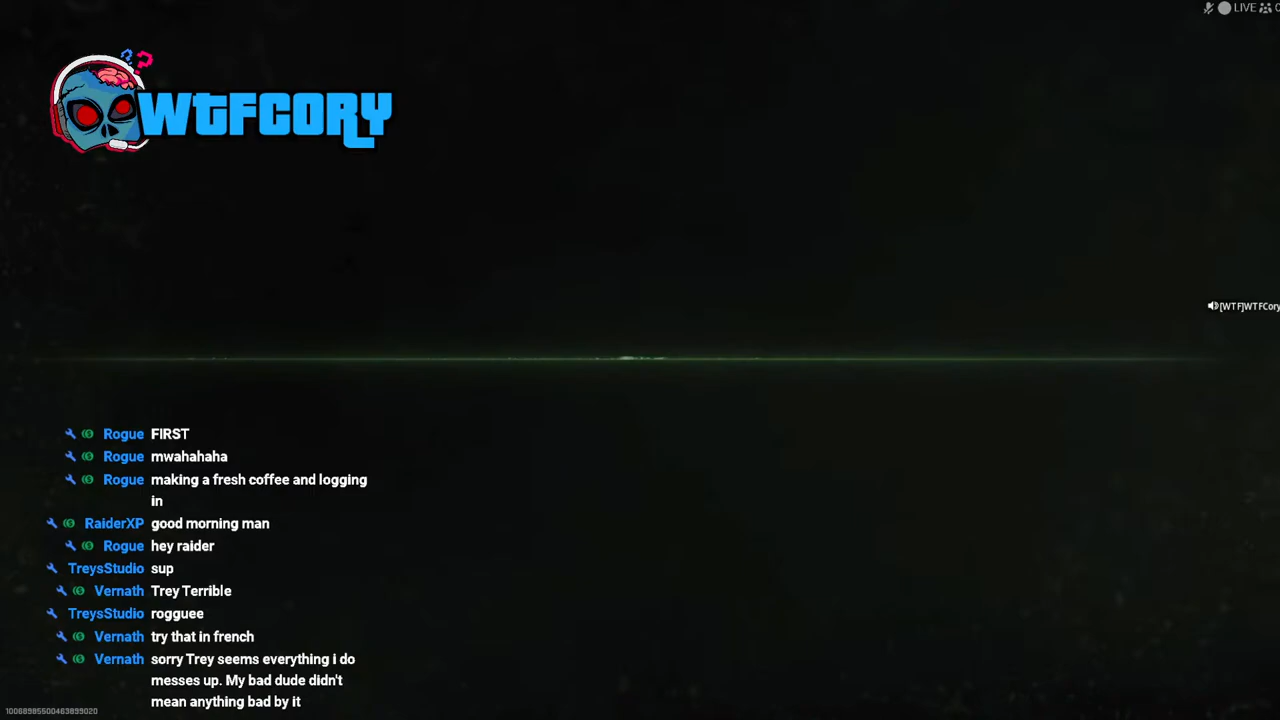 LIVE
??
WTFCORY
[WTF]WTFCory
Rogue FIRST
Rogue mwahahaha
Rogue making a fresh coffee and logging
in
RaiderXP good morning man
Rogue hey raider
TreysStudio sup
Vernath Trey Terrible
TreysStudio rogguee
Vernath try that in french
Vernath sorry Trey seems everything i do
messes up. My bad dude didn't
mean anything bad by it